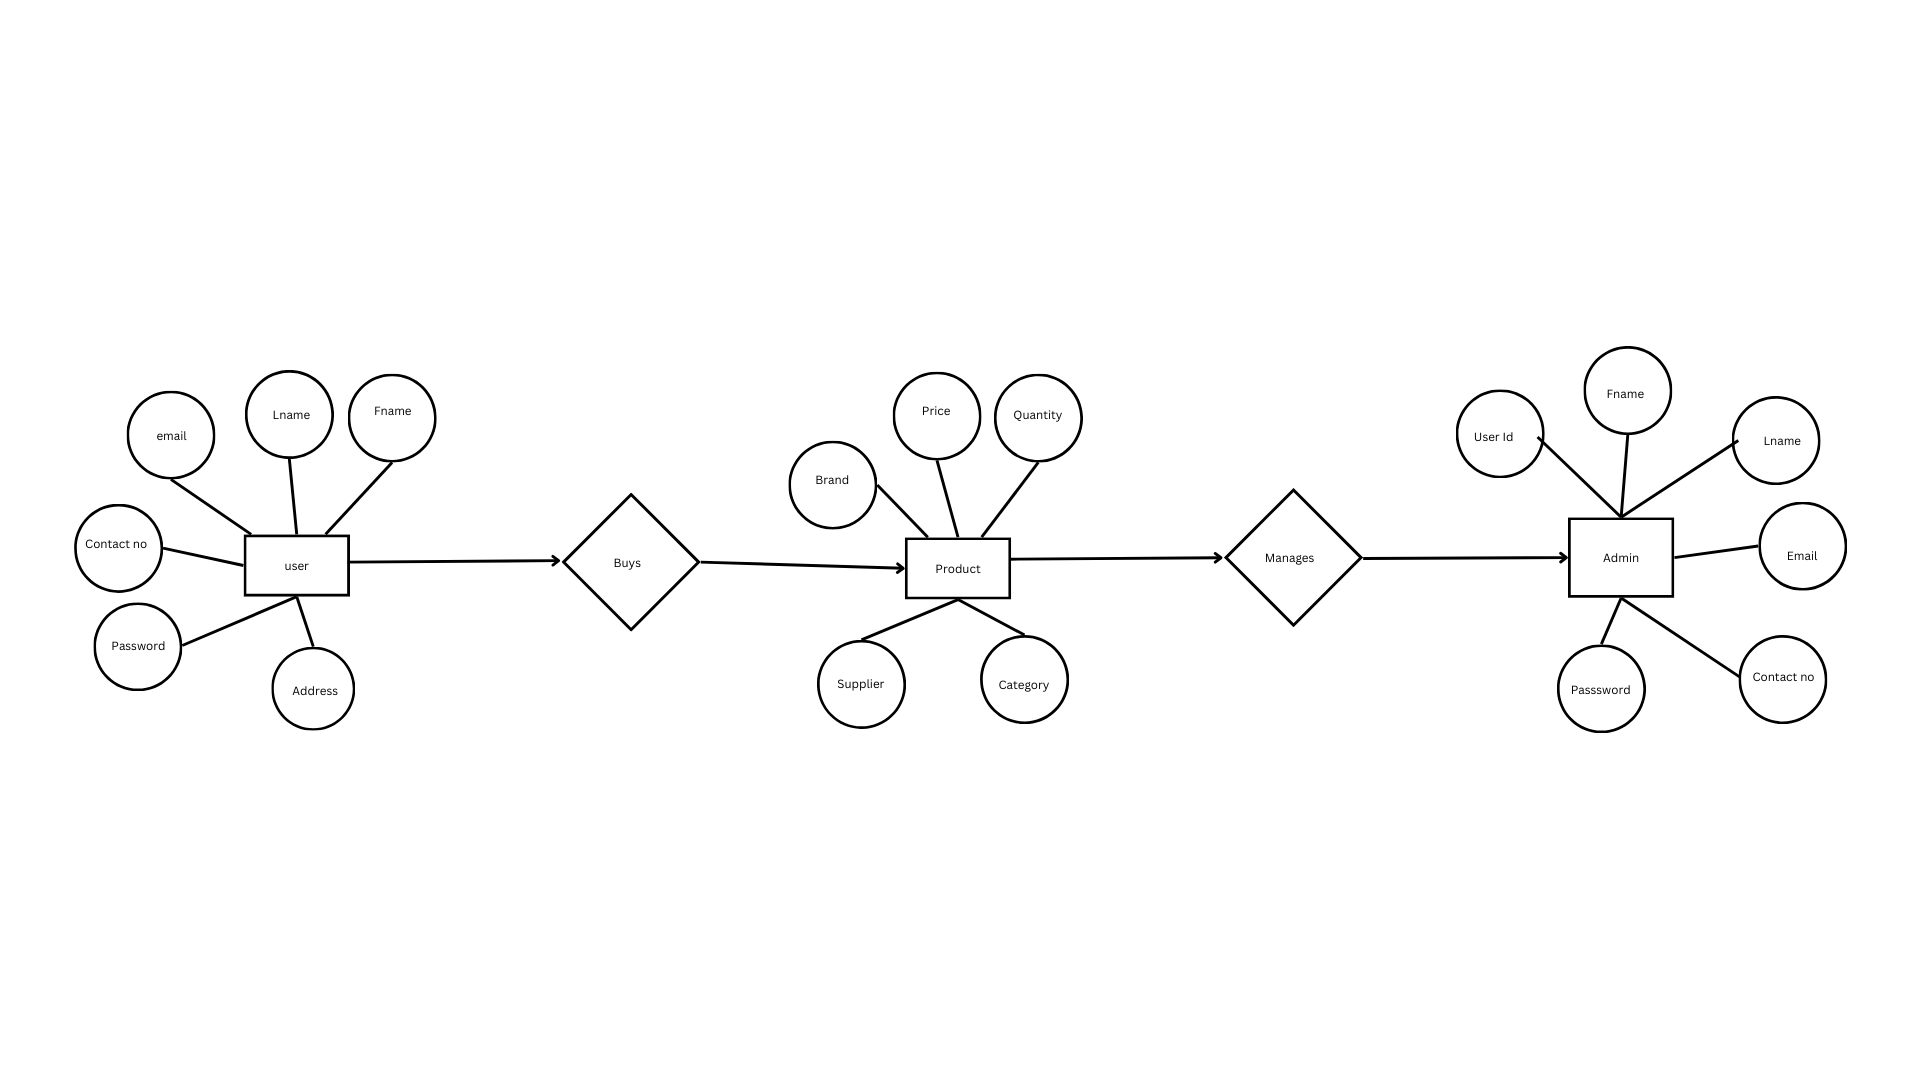 email
Lname
Fname
Contact no
user
Password
Address
Buys
Brand
Price
Quantity
Product
Supplier
Category
Manages
User Id
Fname
Lname
Admin
Email
Passsword
Contact no